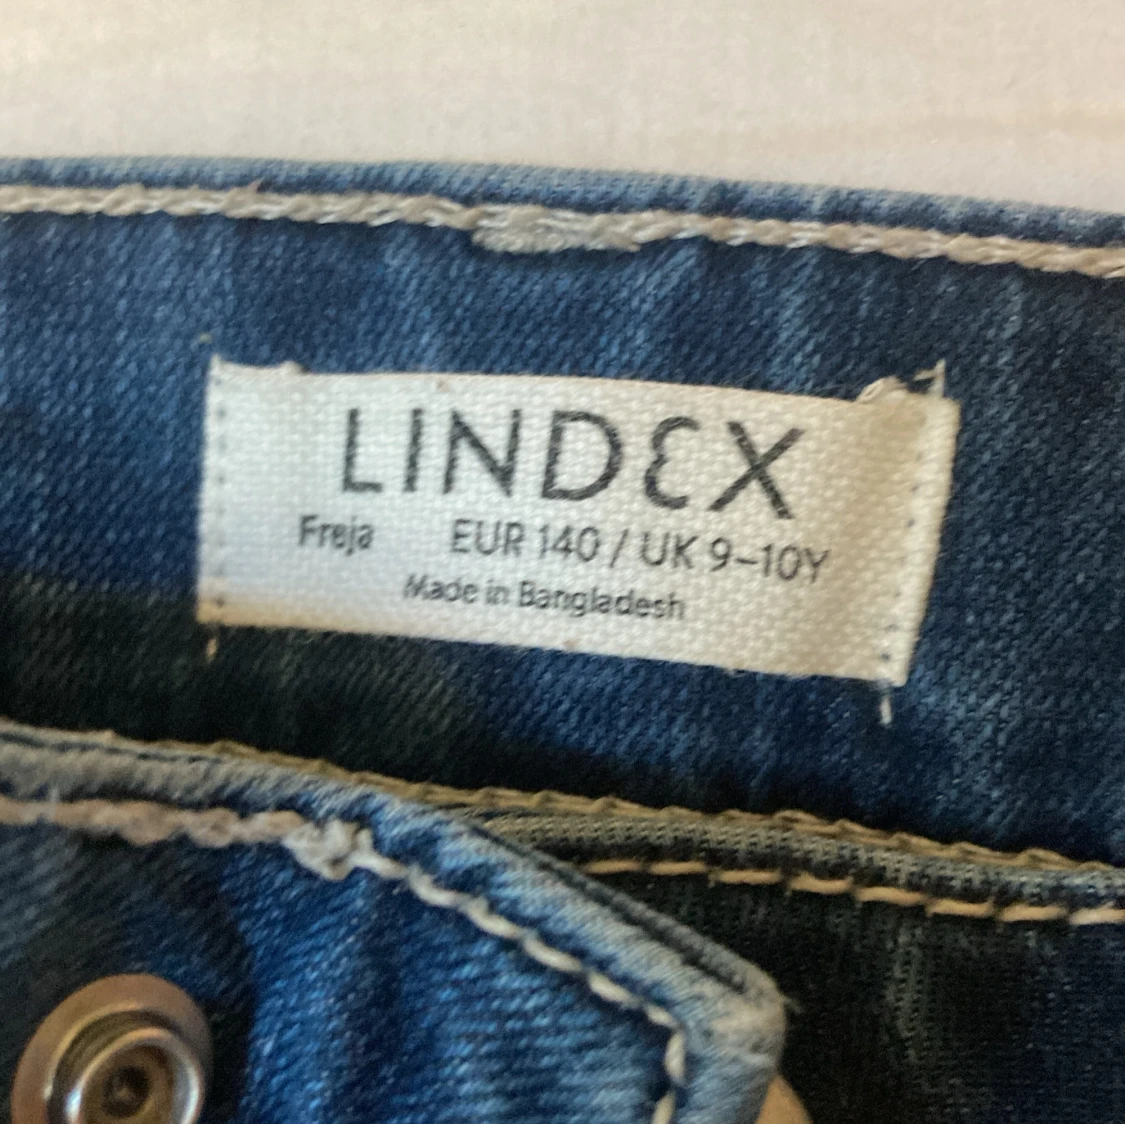 LINDEX
Freja EUR 140 / UK 9-10Y
Made in Bangladesh